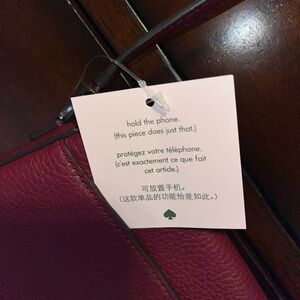 hold the phone.
(this piece does just that.)
protégez votre téléphone.
(c'est exactement ce que fait
cet article.)
可放置手机。
(这款单品的功能恰是如此。)